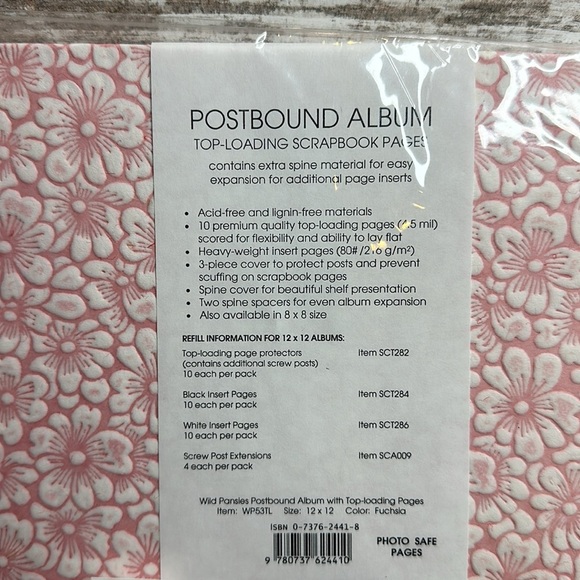 POSTBOUND ALBUM
TOP-LOADING SCRAPBOOK PAGES
contains extra spine material for easy
expansion for additional page inserts
• Acid-free and lignin-free materials
• 10 premium quality top-loading pages ( .5 mil)
scored for flexibility and ability to lay flat
• Heavy-weight insert pages (80# /216 g/m²)
• 3-piece cover to protect posts and prevent
scuffing on scrapbook pages
• Spine cover for beautiful shelf presentation
• Two spine spacers for even album expansion
• Also available in 8 x 8 size
REFILL INFORMATION FOR 12 x 12 ALBUMS:
Top-loading page protectors Item SCT282
(contains additional screw posts)
10 each per pack
Black Insert Pages Item SCT284
10 each per pack
White Insert Pages Item SCT286
10 each per pack
Screw Post Extensions Item SCA009
4 each per pack
Wild Pansies Postbound Album with Top-loading Pages
Item: WP53TL Size: 12 x 12 Color: Fuchsia
ISBN 0-7376-2441-8
9 780737 624410
PHOTO SAFE
PAGES